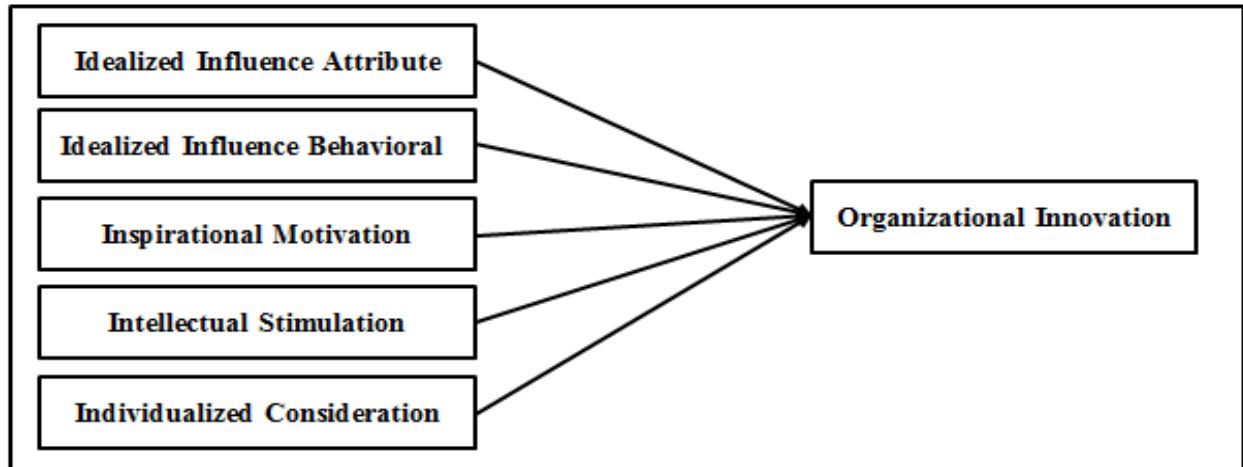 Idealized Influence Attribute
Idealized Influence Behavioral
Inspirational Motivation
Organizational Innovation
Intellectual Stimulation
Individualized Consideration